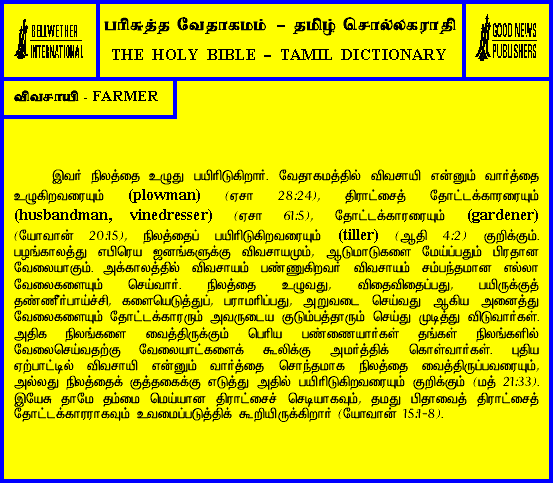 BELLWETHER
INTERNATIONAL
பரிசுத்த வேதாகமம் – தமிழ் சொல்லகராதி
THE HOLY BIBLE – TAMIL DICTIONARY
GOOD NEWS
PUBLISHERS
விவசாயி - FARMER
இவர் நிலத்தை உழுது பயிரிடுகிறார். வேதாகமத்தில் விவசாயி என்னும் வார்த்தை
உழுகிறவரையும் (plowman) (ஏசா 28:24), திராட்சைத் தோட்டக்காரரையும்
(husbandman, vinedresser) (ஏசா 61:5), தோட்டக்காரரையும் (gardener)
(யோவான் 20:15), நிலத்தைப் பயிரிடுகிறவரையும் (tiller) (ஆதி 4:2) குறிக்கும்.
பழங்காலத்து எபிரெய ஜனங்களுக்கு விவசாயமும், ஆடுமாடுகளை மேய்ப்பதும் பிரதான
வேலையாகும். அக்காலத்தில் விவசாயம் பண்ணுகிறவர் விவசாயம் சம்பந்தமான எல்லா
வேலைகளையும் செய்வார். நிலத்தை உழுவது, விதைவிதைப்பது, பயிருக்குத்
தண்ணீர்பாய்ச்சி, களையெடுத்துப், பராமரிப்பது, அறுவடை செய்வது ஆகிய அனைத்து
வேலைகளையும் தோட்டக்காரரும் அவருடைய குடும்பத்தாரும் செய்து முடித்து விடுவார்கள்.
அதிக நிலங்களை வைத்திருக்கும் பெரிய பண்ணையார்கள் தங்கள் நிலங்களில்
வேலைசெய்வதற்கு வேலையாட்களைக் கூலிக்கு அமர்த்திக் கொள்வார்கள். புதிய
ஏற்பாட்டில் விவசாயி என்னும் வார்த்தை சொந்தமாக நிலத்தை வைத்திருப்பவரையும்,
அல்லது நிலத்தைக் குத்தகைக்கு எடுத்து அதில் பயிரிடுகிறவரையும் குறிக்கும் (மத் 21:33).
இயேசு தாமே தம்மை மெய்யான திராட்சைச் செடியாகவும், தமது பிதாவைத் திராட்சைத்
தோட்டக்காரராகவும் உவமைப்படுத்திக் கூறியிருக்கிறார் (யோவான் 15:1-8).